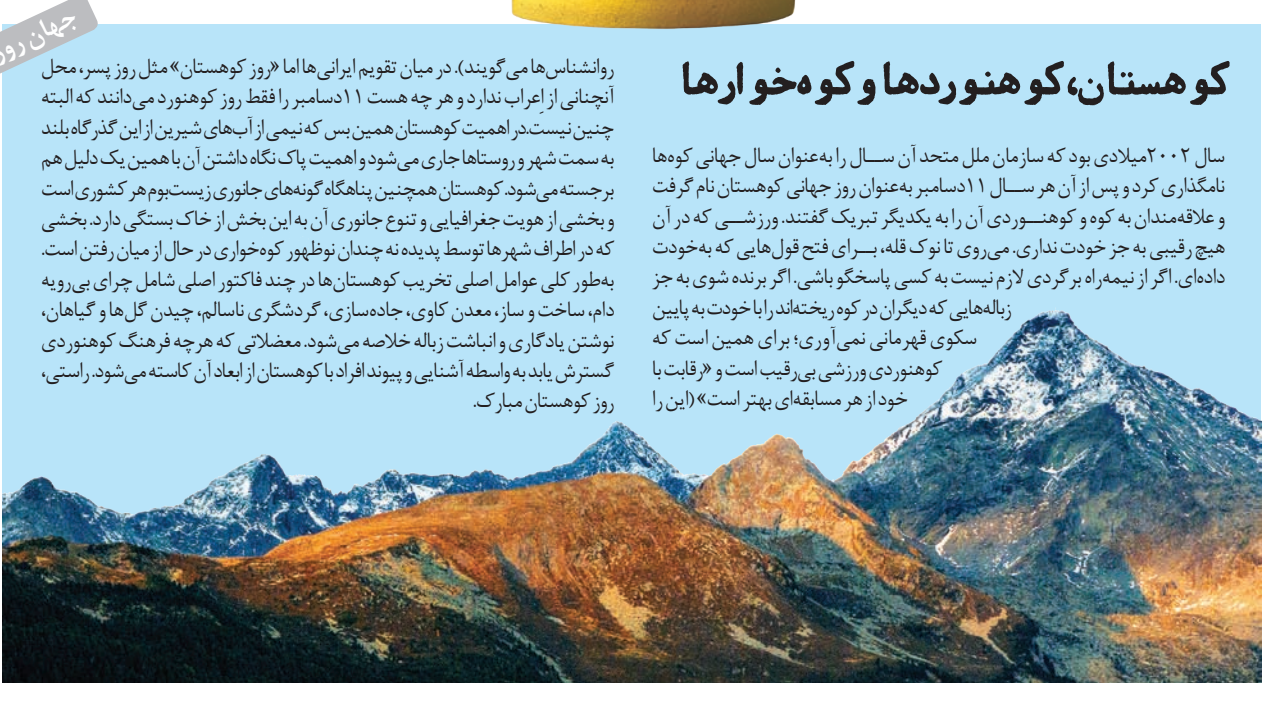 جهان روز
کوهستان،کوهنوردها و کوه‌خوارها
سال ۲۰۰۲میلادی بود که سازمان ملل متحد آن ســال را به‌عنوان سال جهانی کوه‌ها
نامگذاری کرد و پس از آن هر ســال ۱۱دسامبر به‌عنوان روز جهانی کوهستان نام گرفت
و علاقه‌مندان به کوه و کوهنــوردی آن را به یکدیگر تبریک گفتند. ورزشــی که در آن
هیچ رقیبی به جز خودت نداری. می‌روی تا نوک قله، بــرای فتح قول‌هایی که به‌خودت
داده‌ای. اگر از نیمه‌راه برگردی لازم نیست به کسی پاسخگو باشی. اگر برنده شوی به جز
زباله‌هایی که دیگران در کوه ریخته‌اند را با خودت به پایین
سکوی قهرمانی نمی‌آوری؛ برای همین است که
کوهنوردی ورزشی بی‌رقیب است و «رقابت با
خود از هر مسابقه‌ای بهتر است» (این را
روانشناس‌ها می‌گویند). در میان تقویم ایرانی‌ها اما «روز کوهستان» مثل روز پسر، محل
آنچنانی از اِعراب ندارد و هر چه هست ۱۱دسامبر را فقط روز کوهنورد می‌دانند که البته
چنین نیست.در اهمیت کوهستان همین بس که نیمی از آب‌های شیرین از این گذرگاه بلند
به سمت شهر و روستاها جاری می‌شود و اهمیت پاک نگاه داشتن آن با همین یک دلیل هم
برجسته می‌شود. کوهستان همچنین پناهگاه گونه‌های جانوری زیست‌بوم هر کشوری است
و بخشی از هویت جغرافیایی و تنوع جانوری آن به این بخش از خاک بستگی دارد. بخشی
که در اطراف شهرها توسط پدیده نه چندان نوظهور کوه‌خواری در حال از میان رفتن است.
به‌طور کلی عوامل اصلی تخریب کوهستان‌ها در چند فاکتور اصلی شامل چرای بی‌رویه
دام، ساخت و ساز، معدن کاوی، جاده‌سازی، گردشگری ناسالم، چیدن گل‌ها و گیاهان،
نوشتن یادگاری و انباشت زباله خلاصه می‌شود. معضلاتی که هرچه فرهنگ کوهنوردی
گسترش یابد به واسطه آشنایی و پیوند افراد با کوهستان از ابعاد آن کاسته می‌شود. راستی،
روز کوهستان مبارک.